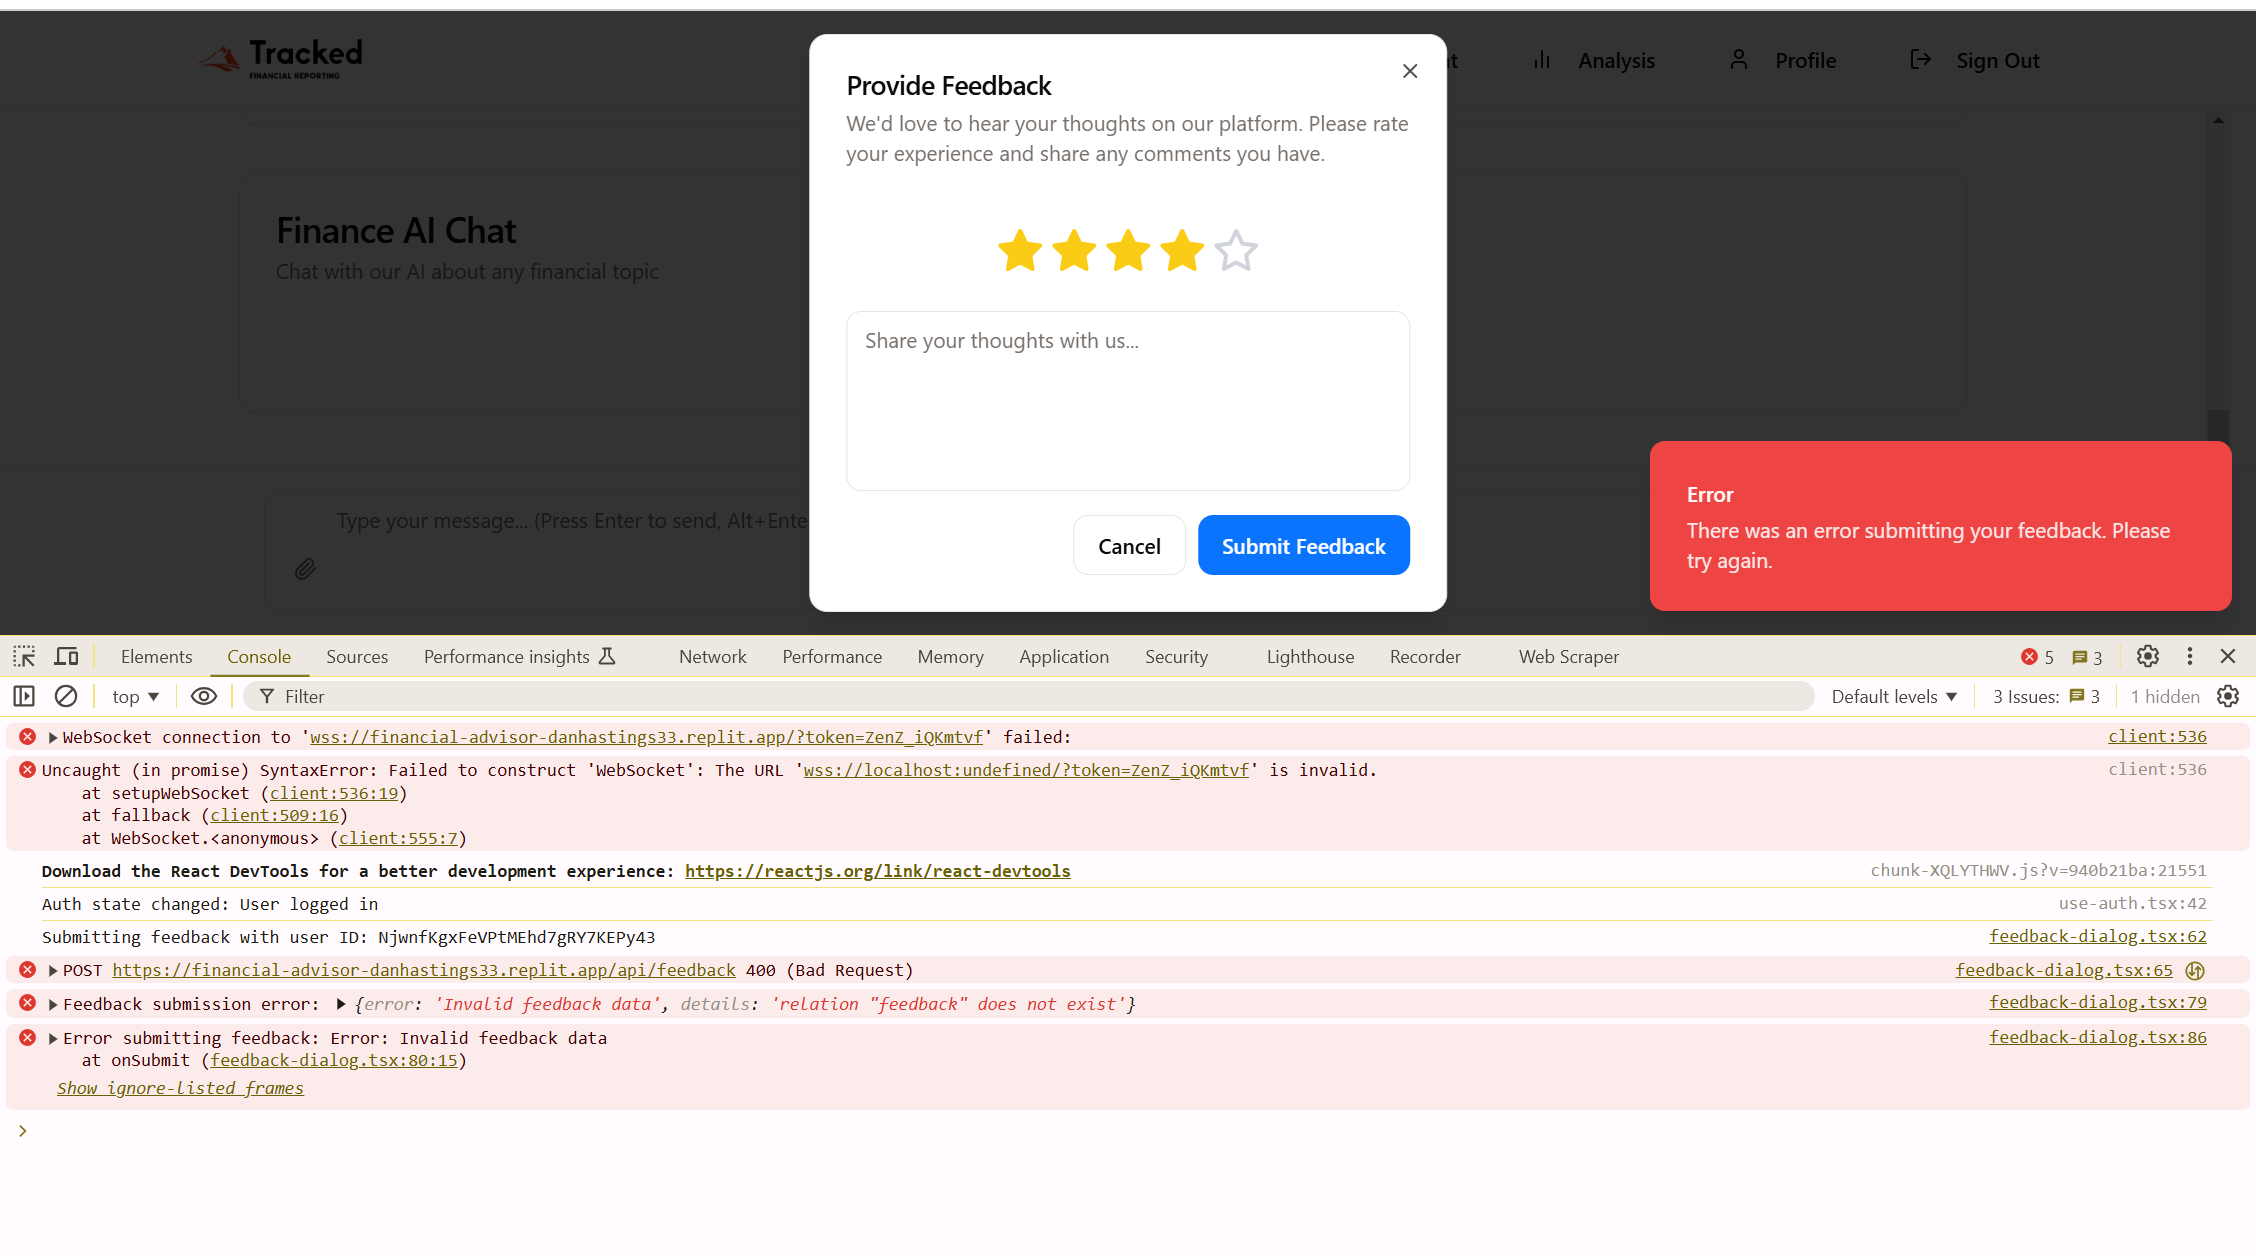 Tracked
FINANCIAL REPORTING
Analysis
Profile
Sign Out
Provide Feedback
We'd love to hear your thoughts on our platform. Please rate
your experience and share any comments you have.
Finance AI Chat
Chat with our AI about any financial topic
Share your thoughts with us...
Type your message... (Press Enter to send, Alt+Ente
Cancel
Submit Feedback
Error
There was an error submitting your feedback. Please
try again.
Elements Console Sources Performance insights Network Performance Memory Application Security Lighthouse Recorder Web Scraper 5 3
top Filter Default levels 3 Issues: 3 1 hidden
WebSocket connection to 'wss://financial-advisor-danhastings33.replit.app/?token=ZenZ_iQKmtvf' failed: client:536
Uncaught (in promise) SyntaxError: Failed to construct 'WebSocket': The URL 'wss://localhost:undefined/?token=ZenZ_iQKmtvf' is invalid. client:536
at setupWebSocket (client:536:19)
at fallback (client:509:16)
at WebSocket.<anonymous> (client:555:7)
Download the React DevTools for a better development experience: https://reactjs.org/link/react-devtools chunk-XQLYTHWV.js?v=940b21ba:21551
Auth state changed: User logged in use-auth.tsx:42
Submitting feedback with user ID: NjwnfKgxFeVPtMEhd7gRY7KEPy43 feedback-dialog.tsx:62
POST https://financial-advisor-danhastings33.replit.app/api/feedback 400 (Bad Request) feedback-dialog.tsx:65
Feedback submission error: {error: 'Invalid feedback data', details: 'relation "feedback" does not exist'} feedback-dialog.tsx:79
Error submitting feedback: Error: Invalid feedback data feedback-dialog.tsx:86
at onSubmit (feedback-dialog.tsx:80:15)
Show ignore-listed frames